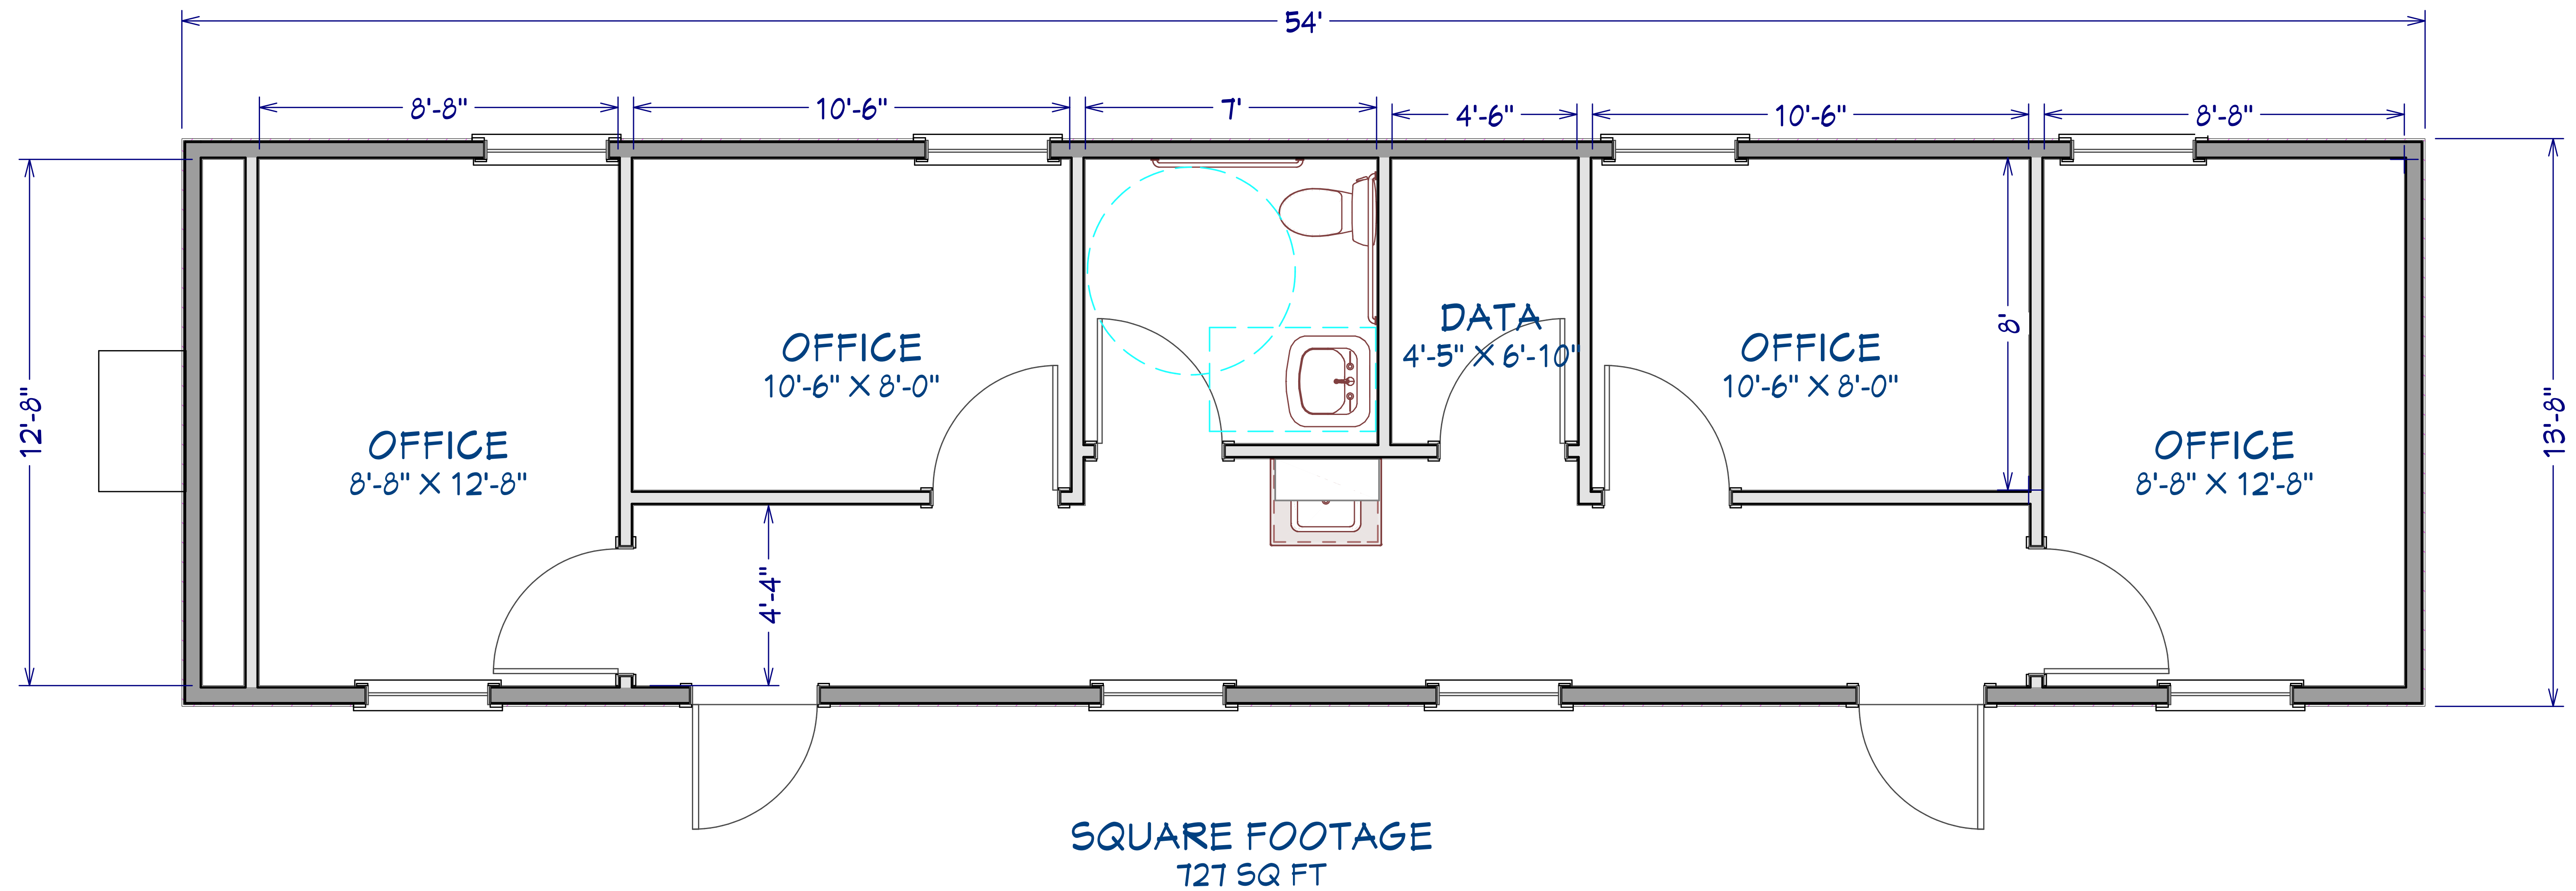 54'
8'-8"
10'-6"
7'
4'-6"
10'-6"
8'-8"
12'-8"
OFFICE
8'-8" X 12'-8"
OFFICE
10'-6" X 8'-0"
DATA
4'-5" X 6'-10"
OFFICE
10'-6" X 8'-0"
8'
OFFICE
8'-8" X 12'-8"
13'-8"
4'-4"
SQUARE FOOTAGE
727 SQ FT